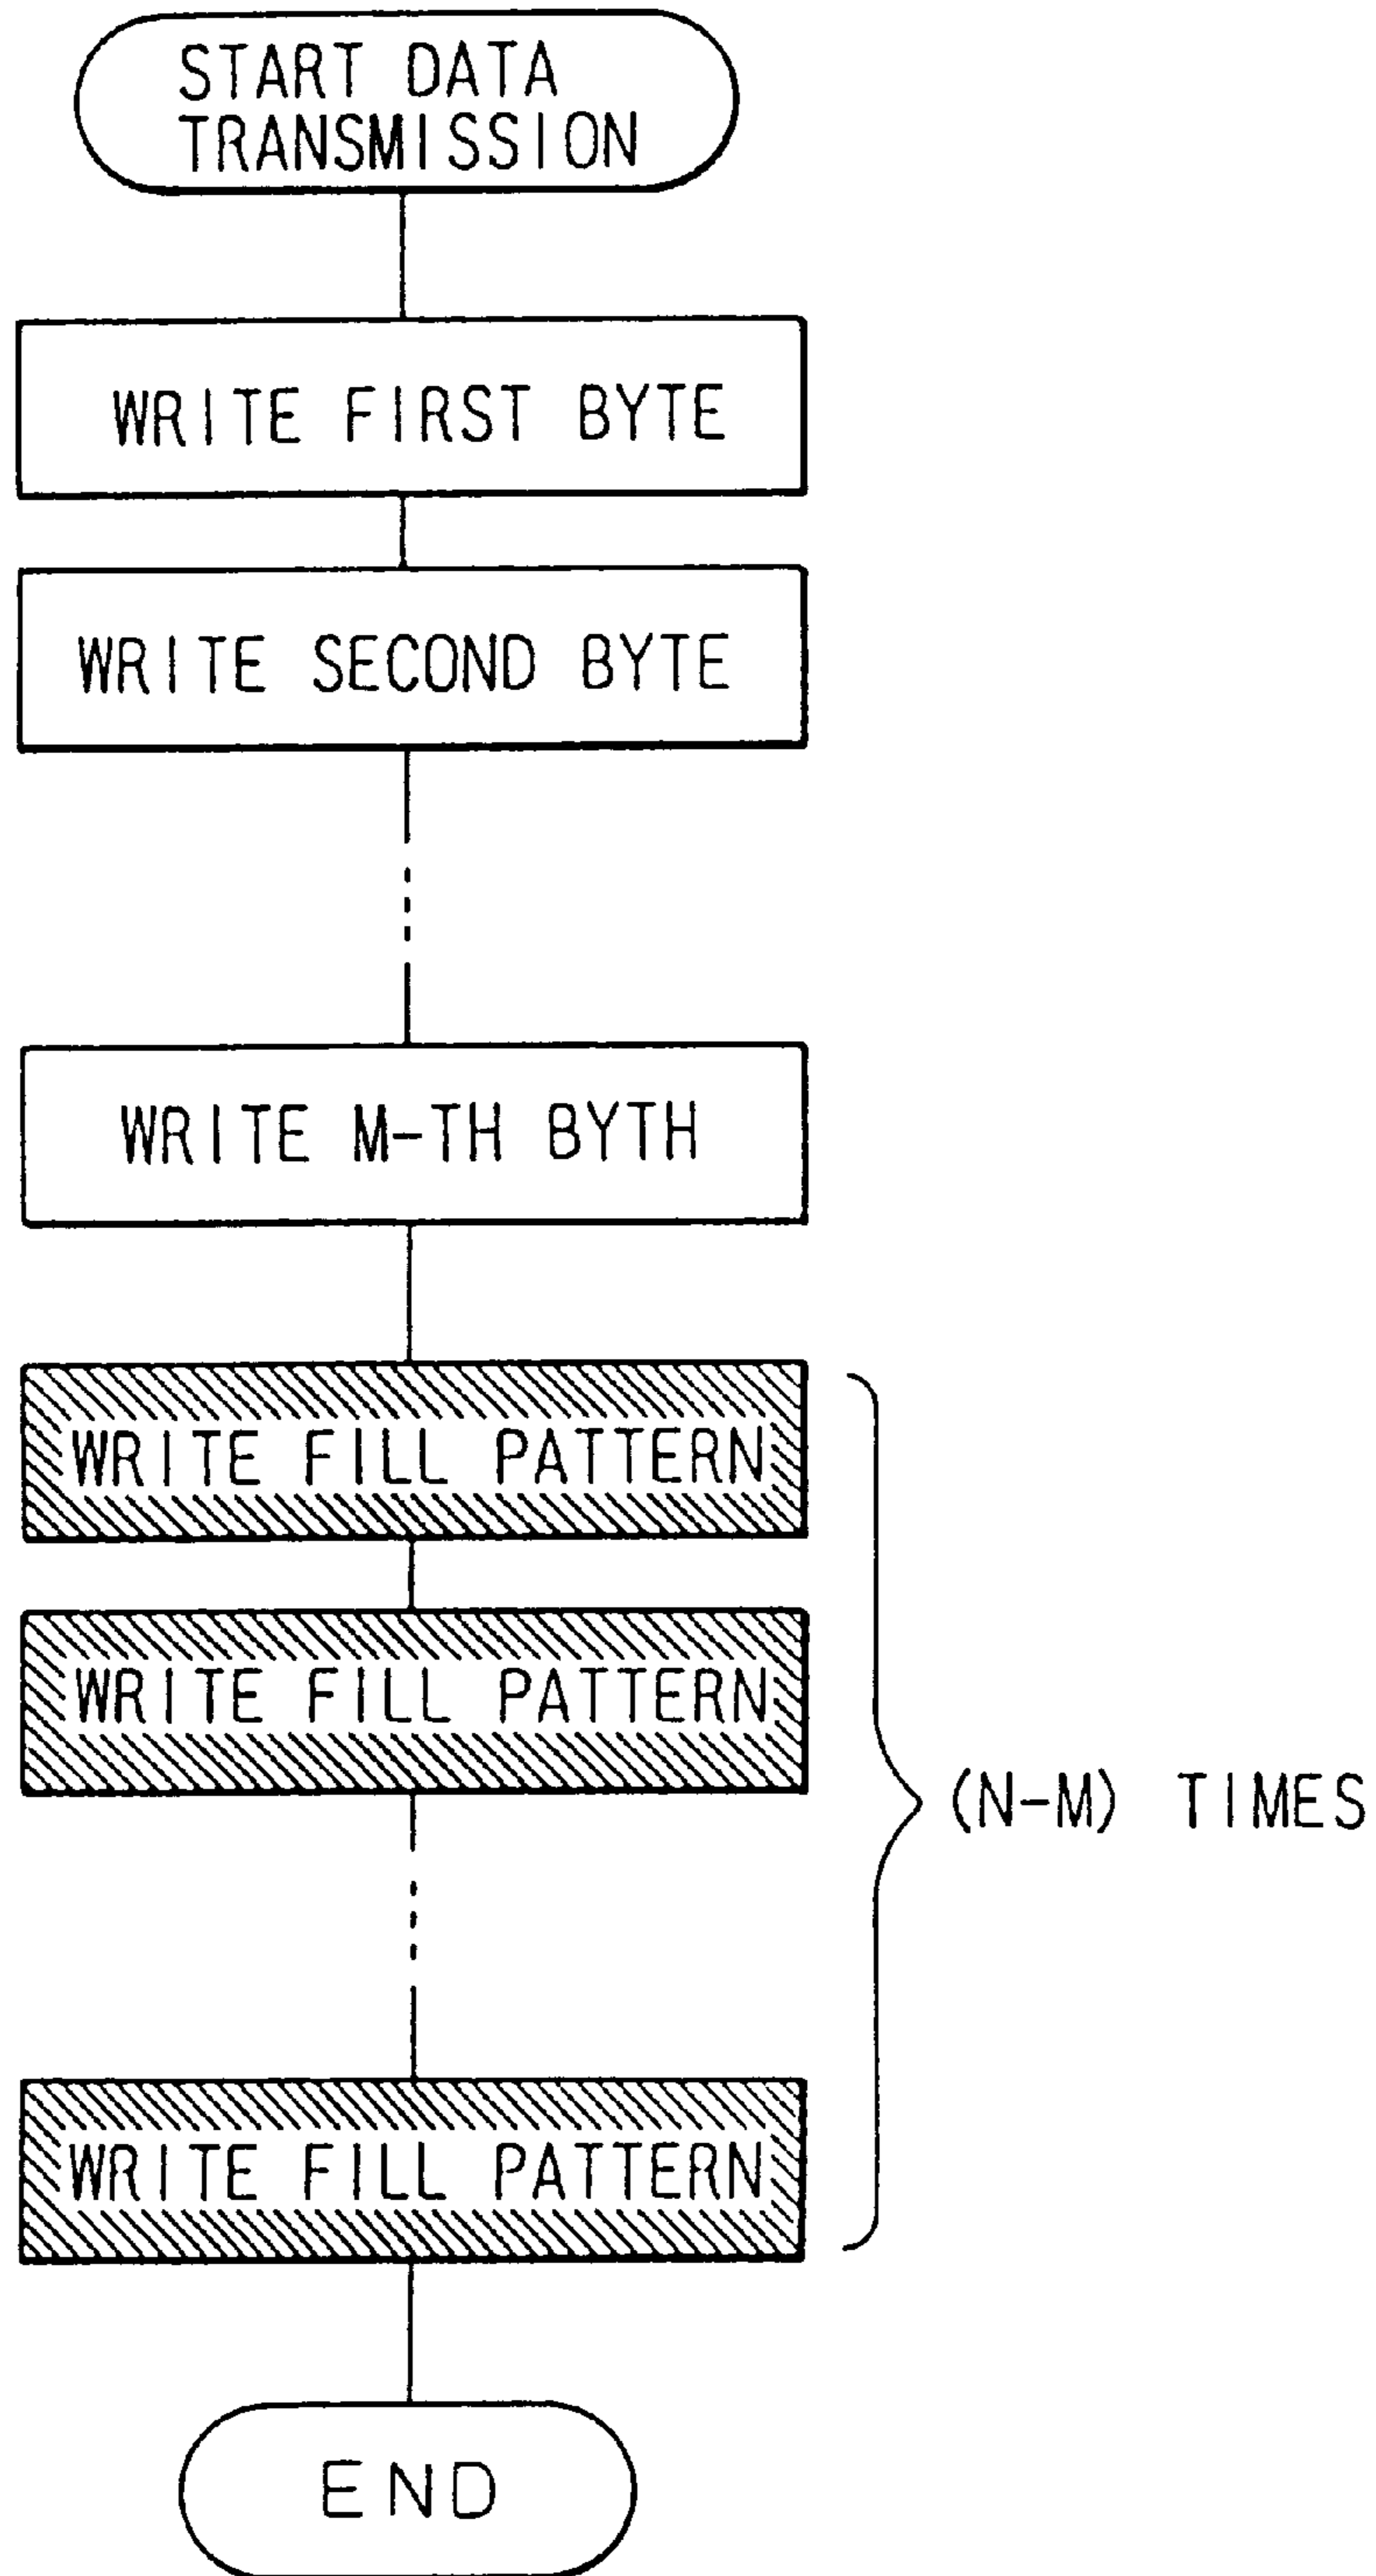 START DATA
TRANSMISSION
WRITE FIRST BYTE
WRITE SECOND BYTE
WRITE M-TH BYTH
WRITE FILL PATTERN
WRITE FILL PATTERN
(N-M) TIMES
WRITE FILL PATTERN
END